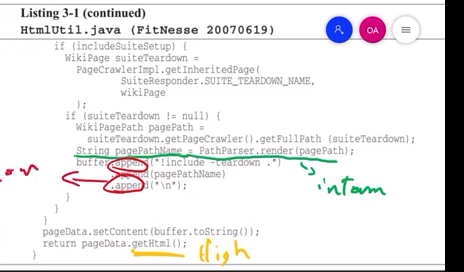 Listing 3-1 (continued)
HtmlUtil.java (FitNesse 20070619)
OA
if (includeSuiteSetup) {
WikiPage suiteTeardown =
PageCrawlerImpl.getInheritedPage(
SuiteResponder.SUITE_TEARDOWN_NAME,
wikiPage
);
if (suiteTeardown != null) {
WikiPagePath pagePath =
suiteTeardown.getPageCrawler().getFullPath (suiteTeardown);
String pagePathName = PathParser.render(pagePath);
buffer.append("!include -teardown .")
.append(pagePathName)
.append("\n");
}
}
}
pageData.setContent(buffer.toString());
return pageData.getHtml();
}
High